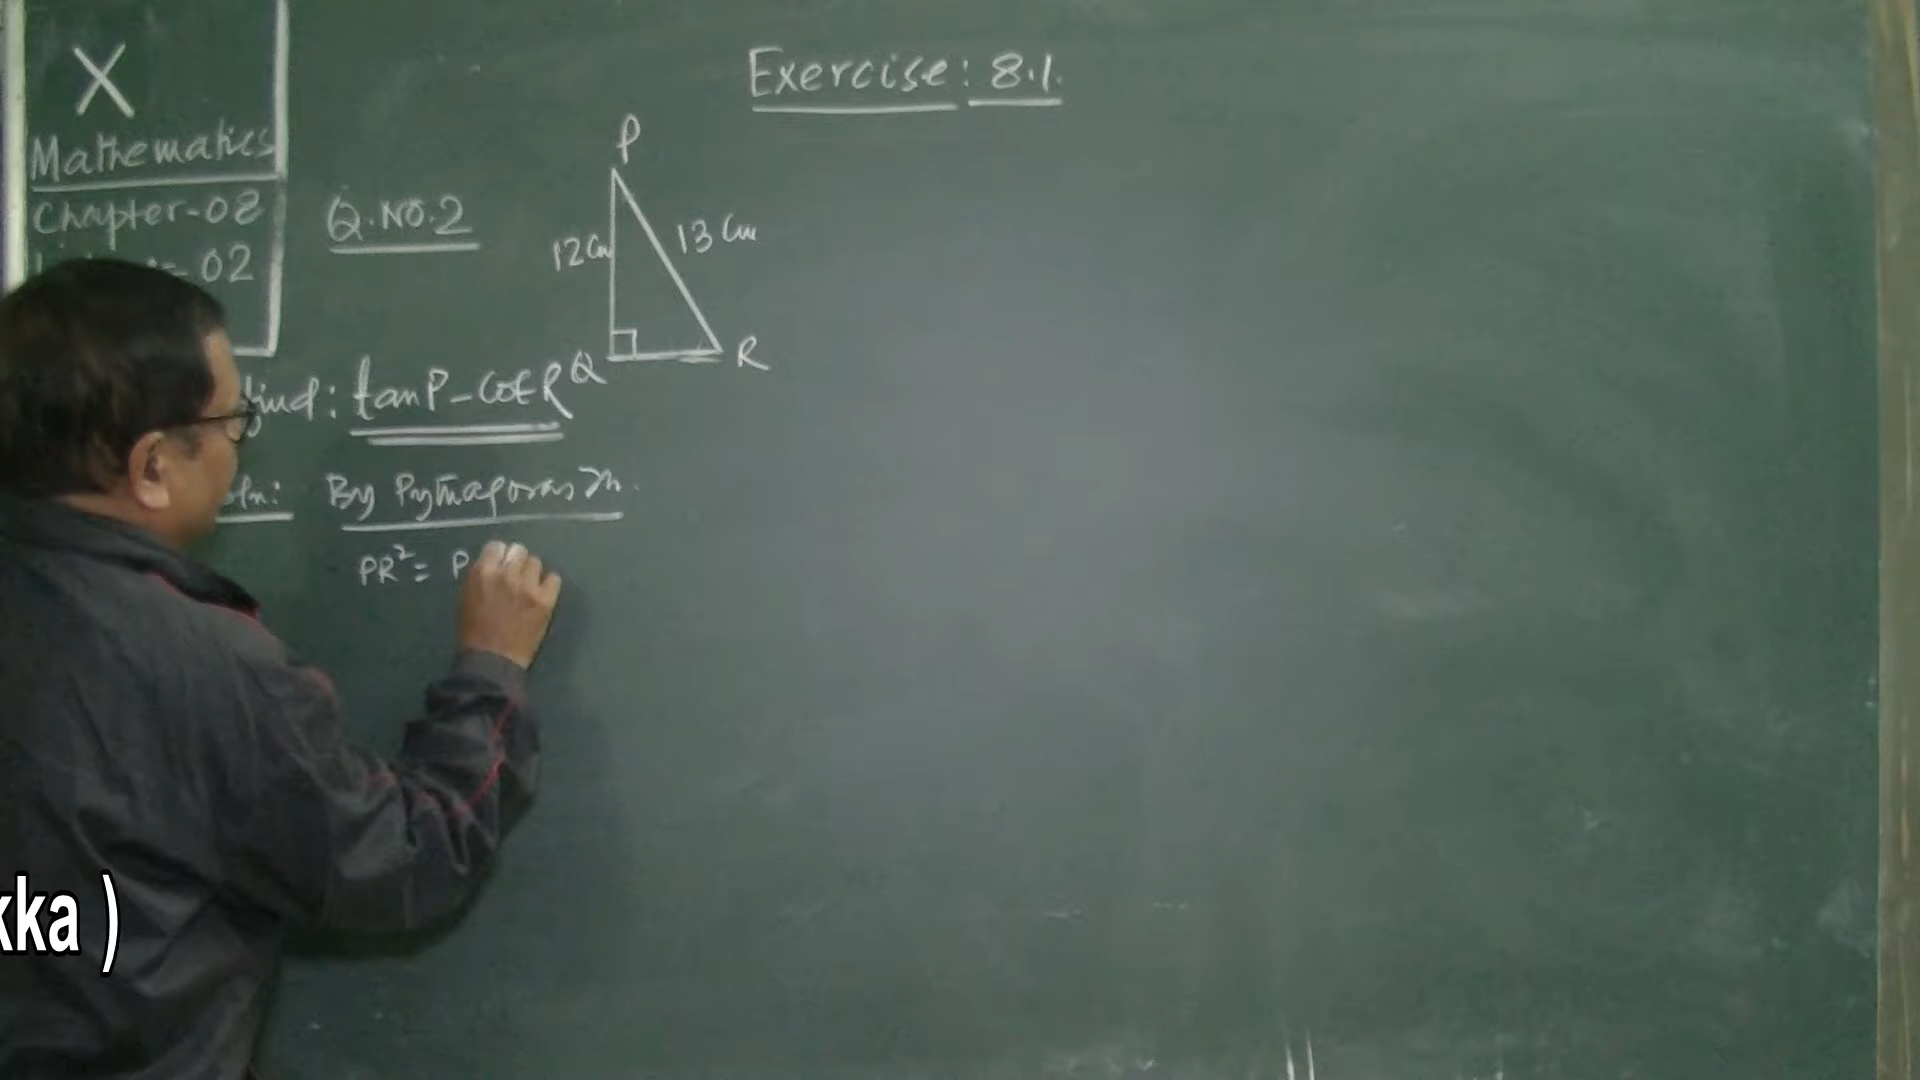 X
Mathematics
Chapter-08
02
Exercise: 8.1.
Q.NO.2
P
12Cm
13 Cm
Q
R
find: tanP-CotR
Soln: By Pythagoras Th.
PR² = P
kka )